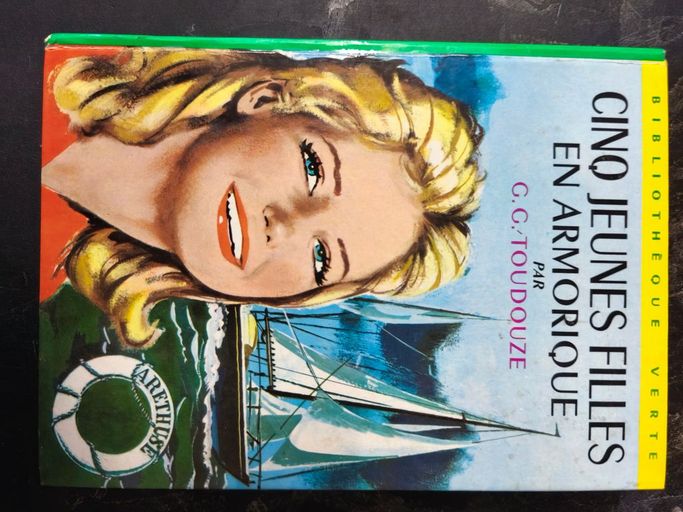 BIBLIOTHÈQUE VERTE
CINQ JEUNES FILLES
EN ARMORIQUE
PAR
G. G. TOUDOUZE
ARETHUSE